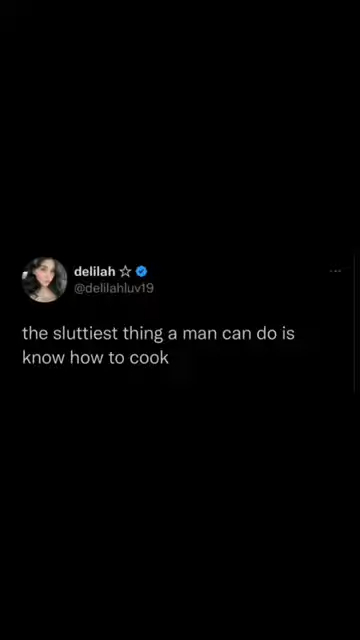 delilah ☆
@delilahluv19
the sluttiest thing a man can do is
know how to cook